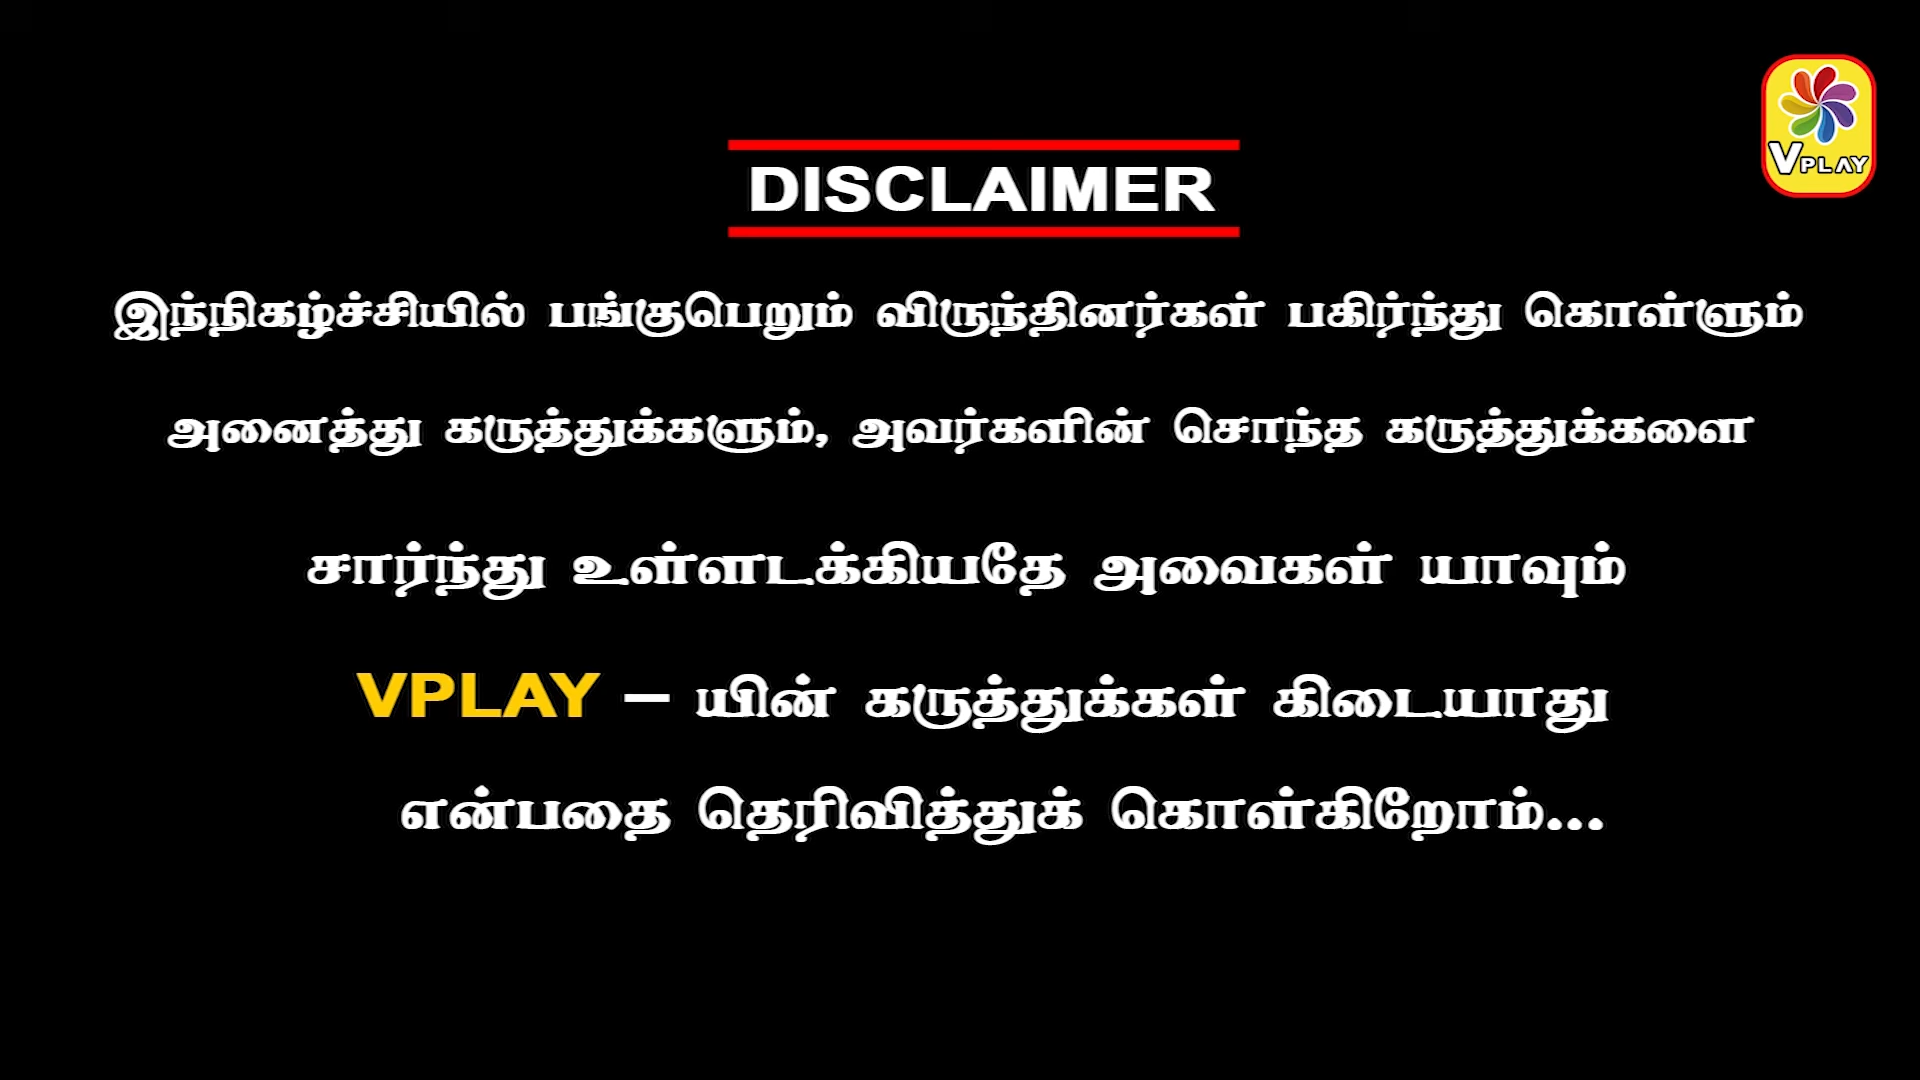 VPLAY
DISCLAIMER
இந்நிகழ்ச்சியில் பங்குபெறும் விருந்தினர்கள் பகிர்ந்து கொள்ளும்
அனைத்து கருத்துக்களும், அவர்களின் சொந்த கருத்துக்களை
சார்ந்து உள்ளடக்கியதே அவைகள் யாவும்
VPLAY – யின் கருத்துக்கள் கிடையாது
என்பதை தெரிவித்துக் கொள்கிறோம்...